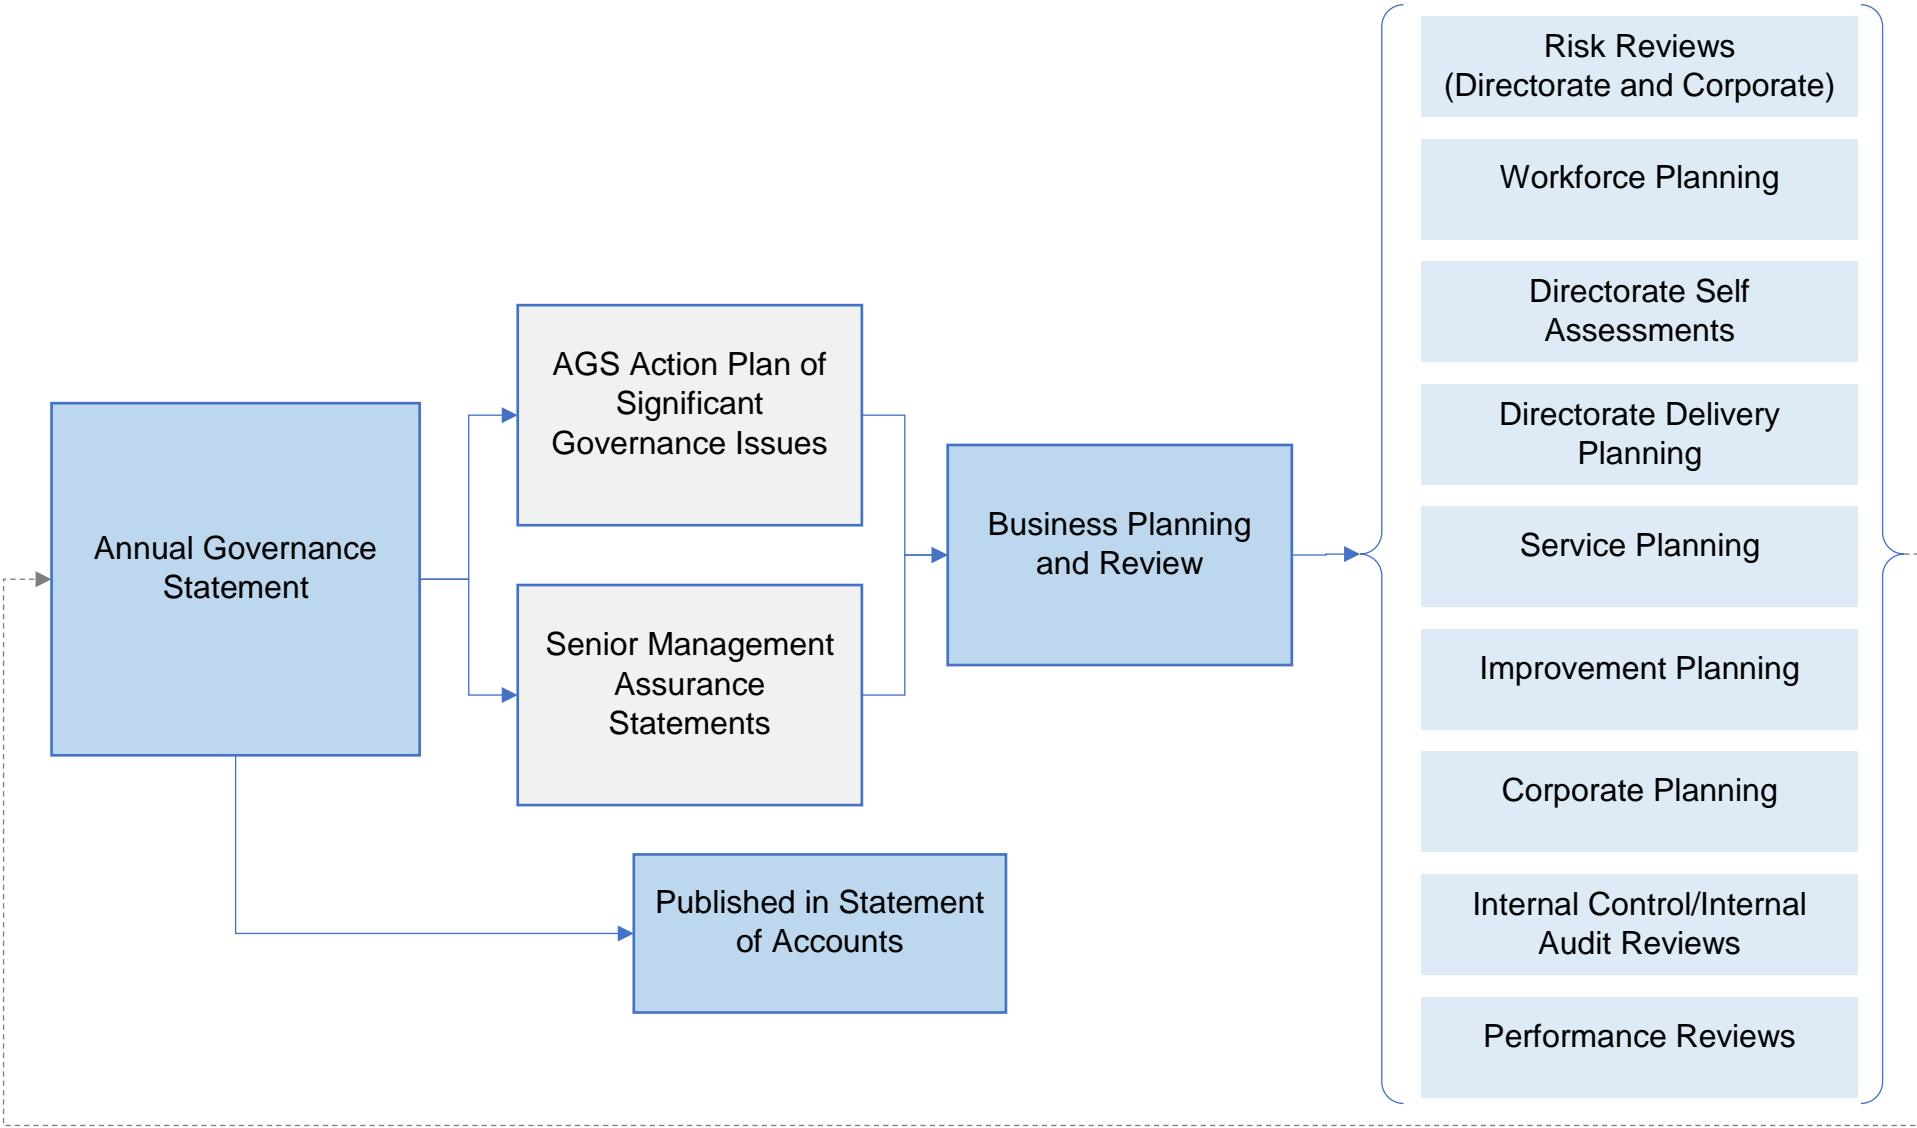 Annual Governance
Statement
AGS Action Plan of
Significant
Governance Issues
Senior Management
Assurance
Statements
Published in Statement
of Accounts
Business Planning
and Review
Risk Reviews
(Directorate and Corporate)
Workforce Planning
Directorate Self
Assessments
Directorate Delivery
Planning
Service Planning
Improvement Planning
Corporate Planning
Internal Control/Internal
Audit Reviews
Performance Reviews